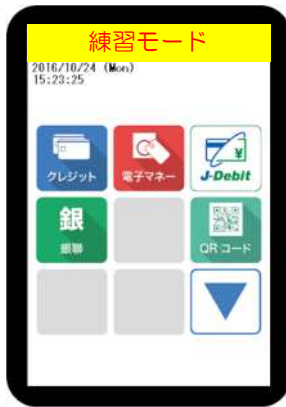 練習モード
2016/10/24 (Mon)
15:23:25
クレジット
電子マネー
¥
J-Debit
銀
銀聯
QRコード